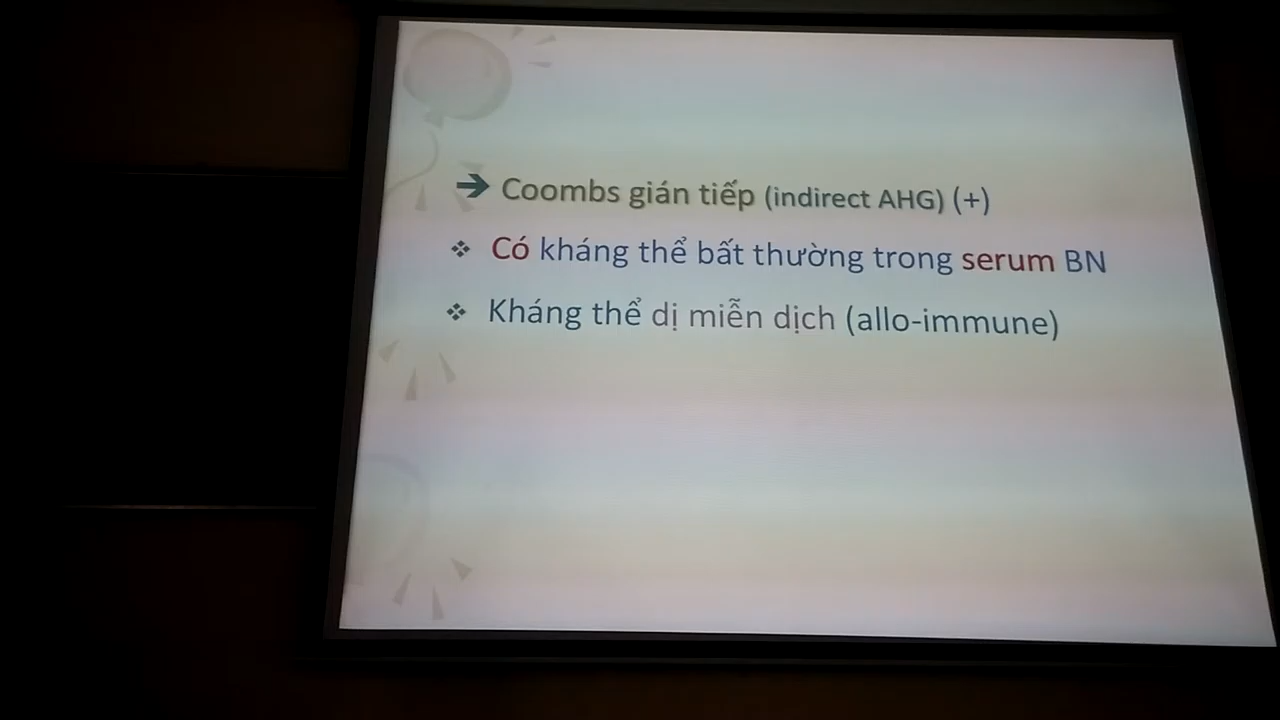 ➔ Coombs gián tiếp (indirect AHG) (+)
❖ Có kháng thể bất thường trong serum BN
❖ Kháng thể dị miễn dịch (allo-immune)